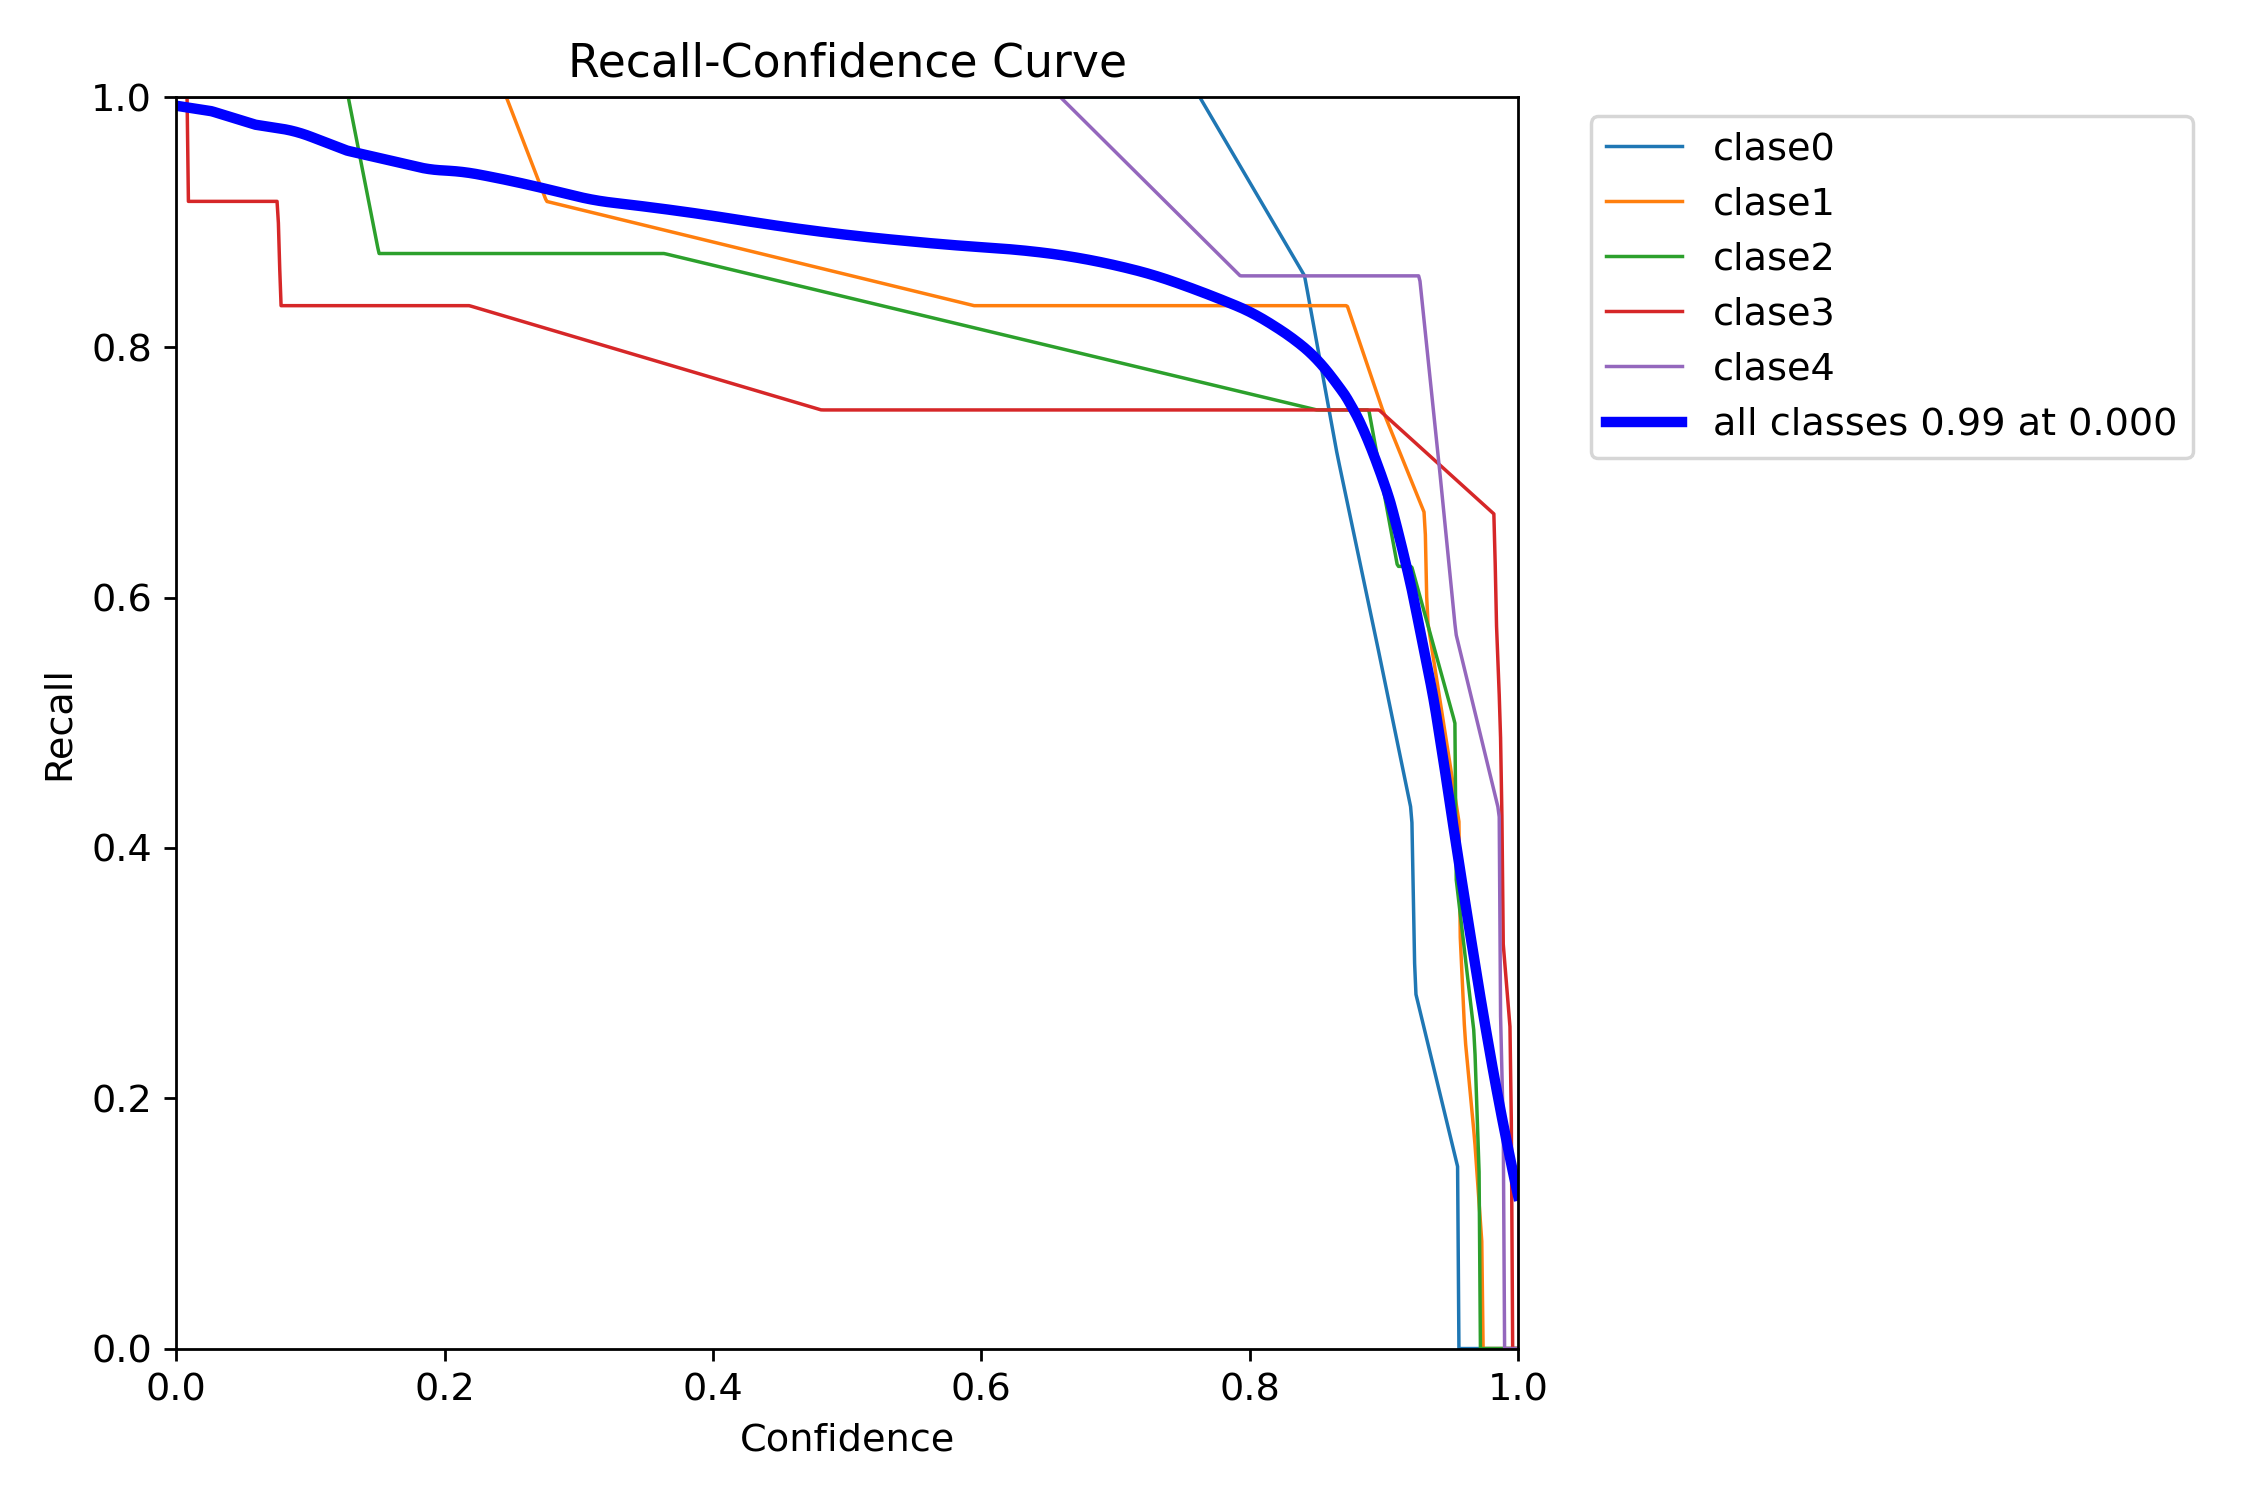 Recall-Confidence Curve
1.0
0.8
0.6
0.4
0.2
0.0
Recall
0.0 0.2 0.4 0.6 0.8 1.0
Confidence
clase0
clase1
clase2
clase3
clase4
all classes 0.99 at 0.000